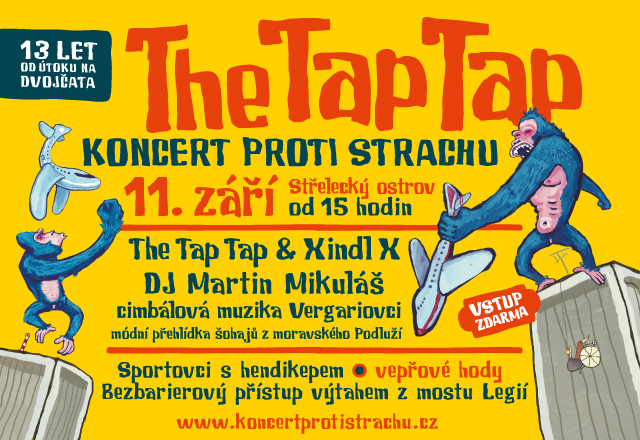 13 LET
OD ÚTOKU NA
DVOJČATA
The Tap Tap
KONCERT PROTI STRACHU
11. září
Střelecký ostrov
od 15 hodin
The Tap Tap & Xindl X
DJ Martin Mikuláš
cimbálová muzika Vergariovci
módní přehlídka šohajů z moravského Podluží
VSTUP
ZDARMA
Sportovci s hendikepem • vepřové hody
Bezbarierový přístup výtahem z mostu Legií
www.koncertprotistrachu.cz